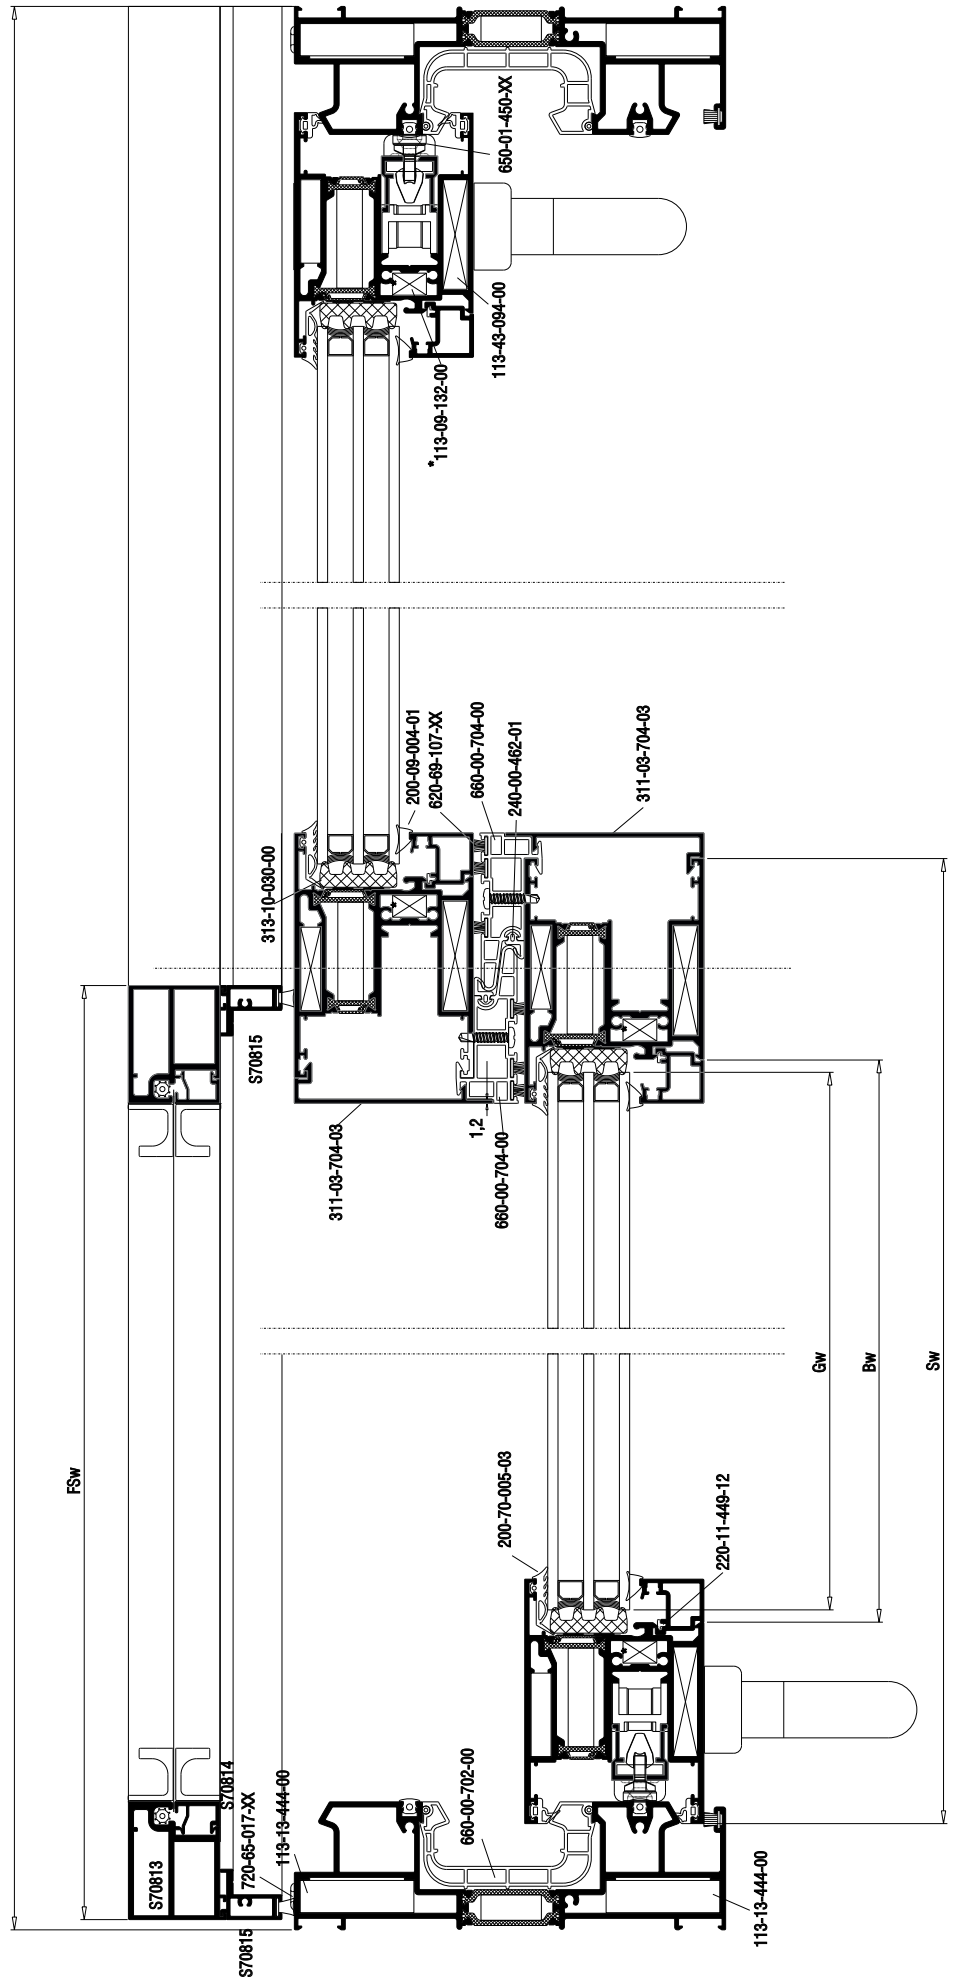 650-01-450-XX
113-43-094-00
*113-09-132-00
200-09-004-01
620-69-107-XX
660-00-704-00
240-00-462-01
311-03-704-03
313-10-030-00
S70815
311-03-704-03
1,2
660-00-704-00
Gw
Bw
Sw
FSw
200-70-005-03
220-11-449-12
S70814
720-65-017-XX
113-13-444-00
660-00-702-00
S70813
S70815
113-13-444-00
*
*
*
*